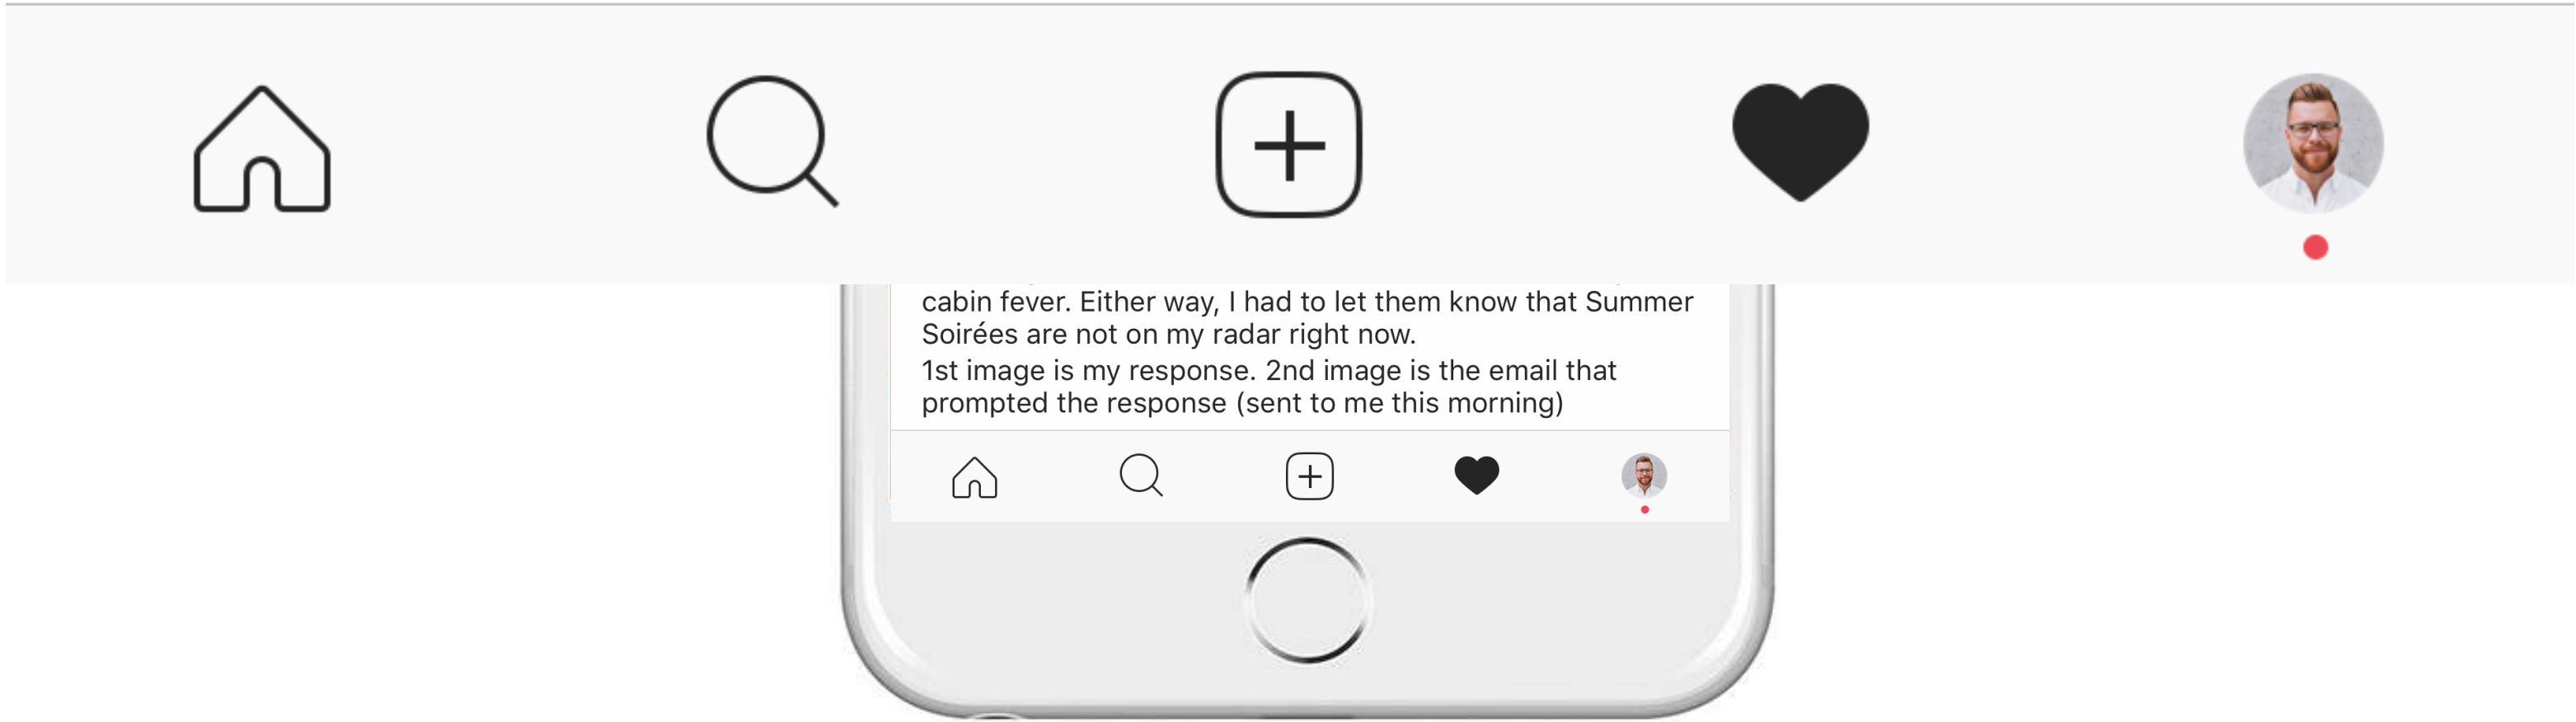 cabin fever. Either way, I had to let them know that Summer
Soirées are not on my radar right now.
1st image is my response. 2nd image is the email that
prompted the response (sent to me this morning)